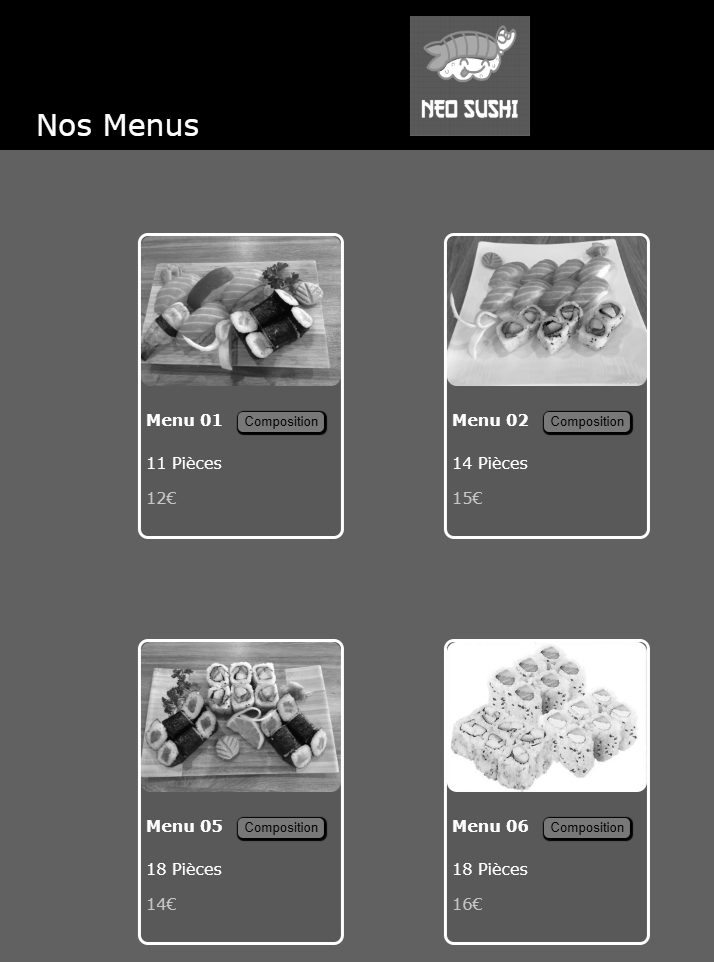 NEO SUSHI
Nos Menus
Menu 01 Composition
11 Pièces
12€
Menu 02 Composition
14 Pièces
15€
Menu 05 Composition
18 Pièces
14€
Menu 06 Composition
18 Pièces
16€